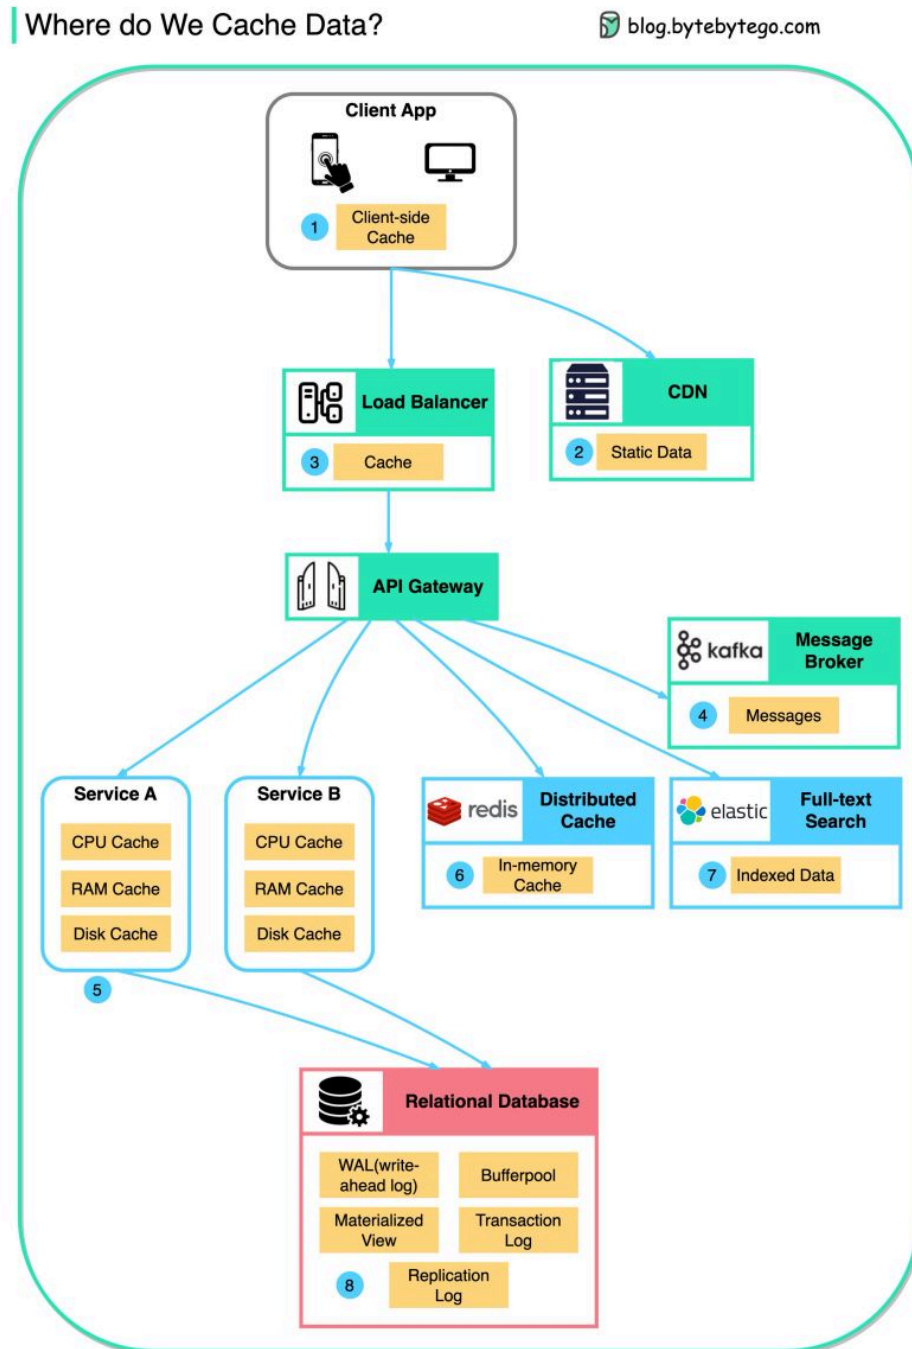 Where do We Cache Data?
blog.bytebytego.com
Client App
1
Client-side
Cache
Load Balancer
3
Cache
CDN
2
Static Data
API Gateway
kafka
Message
Broker
4
Messages
Service A
CPU Cache
RAM Cache
Disk Cache
5
Service B
CPU Cache
RAM Cache
Disk Cache
redis
Distributed
Cache
6
In-memory
Cache
elastic
Full-text
Search
7
Indexed Data
Relational Database
WAL(write-
ahead log)
Bufferpool
Materialized
View
Transaction
Log
8
Replication
Log